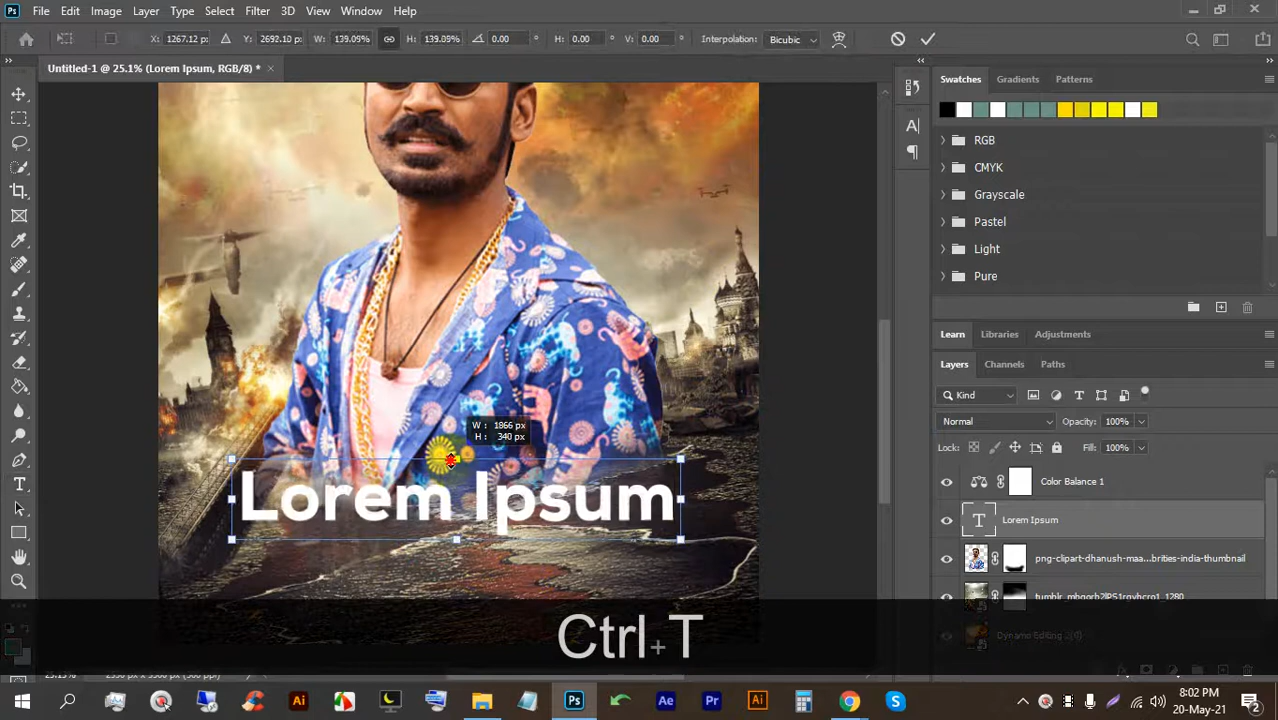 File Edit Image Layer Type Select Filter 3D View Window Help
X: 1267.12 px Y: 2692.10 px W: 139.09% H: 139.09% 0.00 ° H: 0.00 ° V: 0.00 ° Interpolation: Bicubic
Untitled-1 @ 25.1% (Lorem Ipsum, RGB/8) *
Swatches Gradients Patterns
RGB
CMYK
Grayscale
Pastel
Light
Pure
Learn Libraries Adjustments
Layers Channels Paths
Kind
Normal Opacity: 100%
Lock: Fill: 100%
Color Balance 1
Lorem Ipsum
png-clipart-dhanush-maa...brities-india-thumbnail
W : 1866 px
H : 340 px
Lorem Ipsum
Ctrl+T
8:02 PM
20-May-21